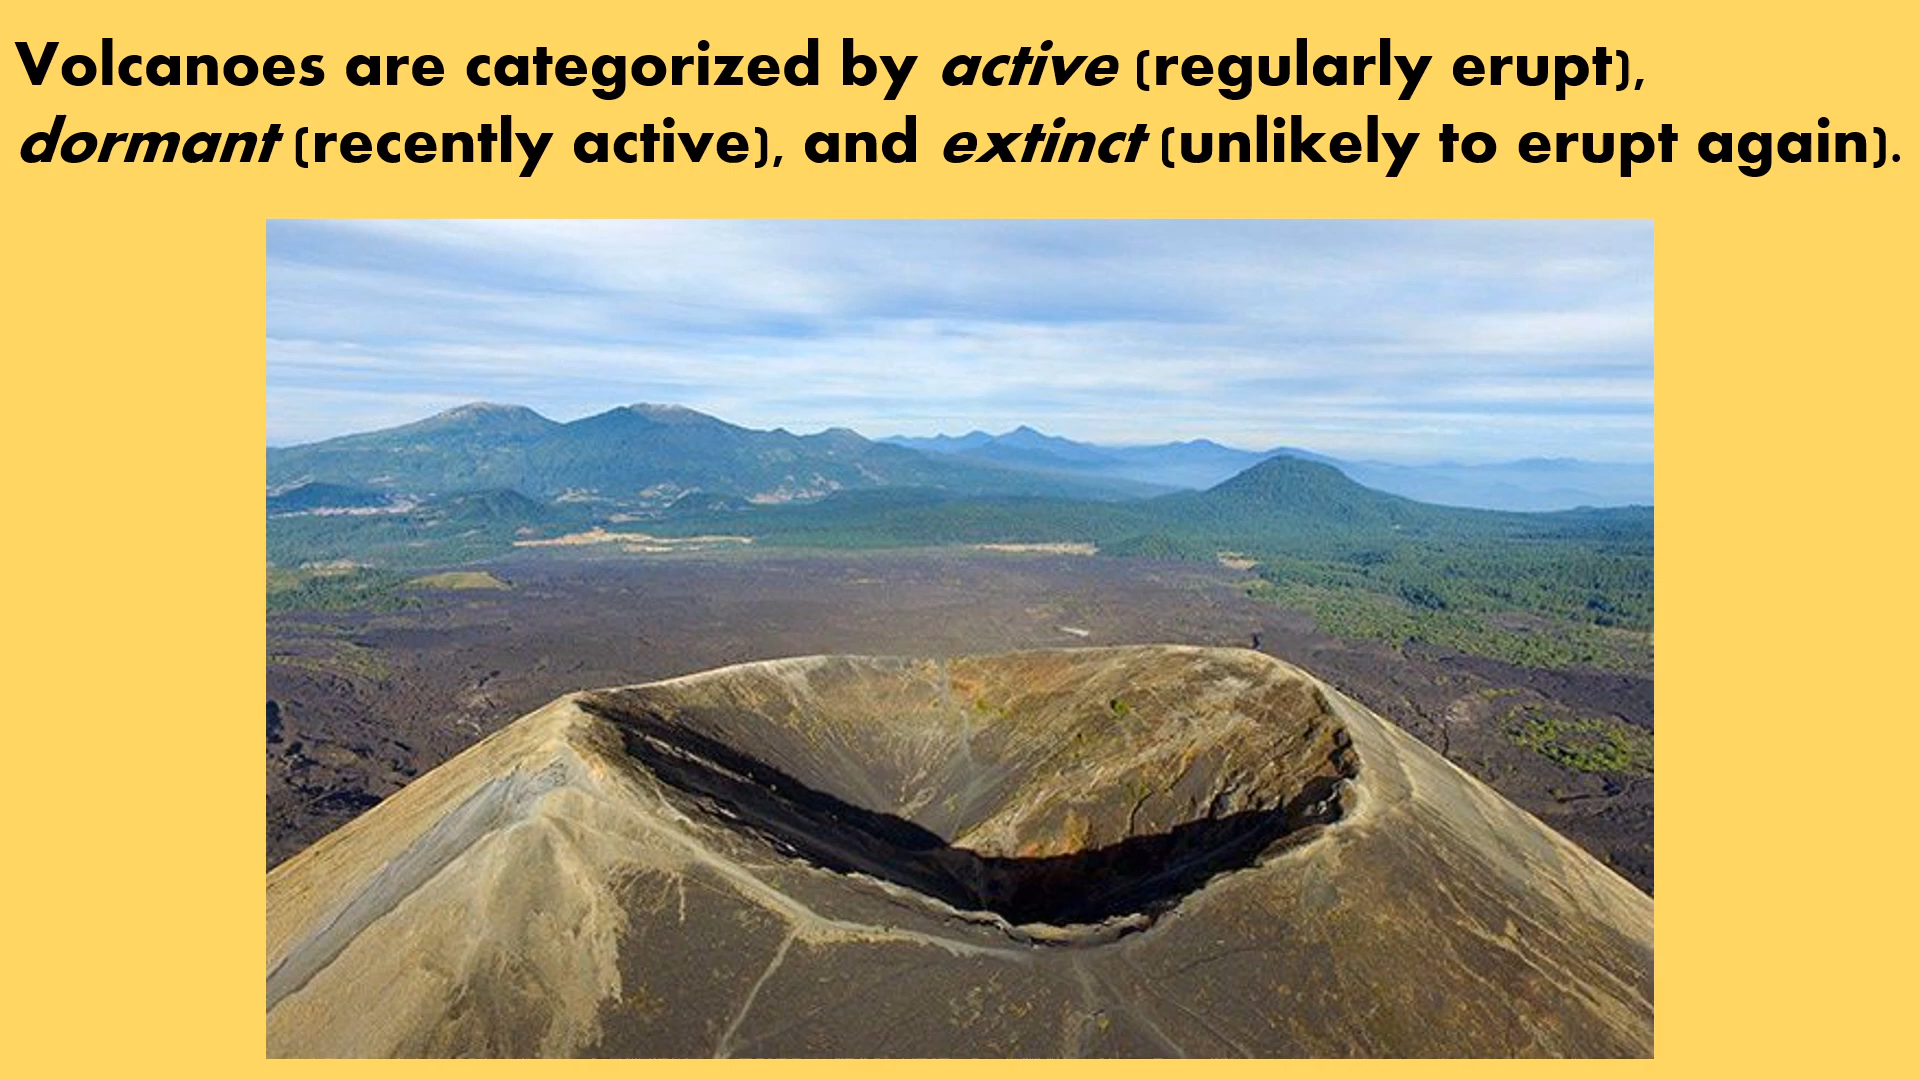 Volcanoes are categorized by active (regularly erupt),
dormant (recently active), and extinct (unlikely to erupt again).